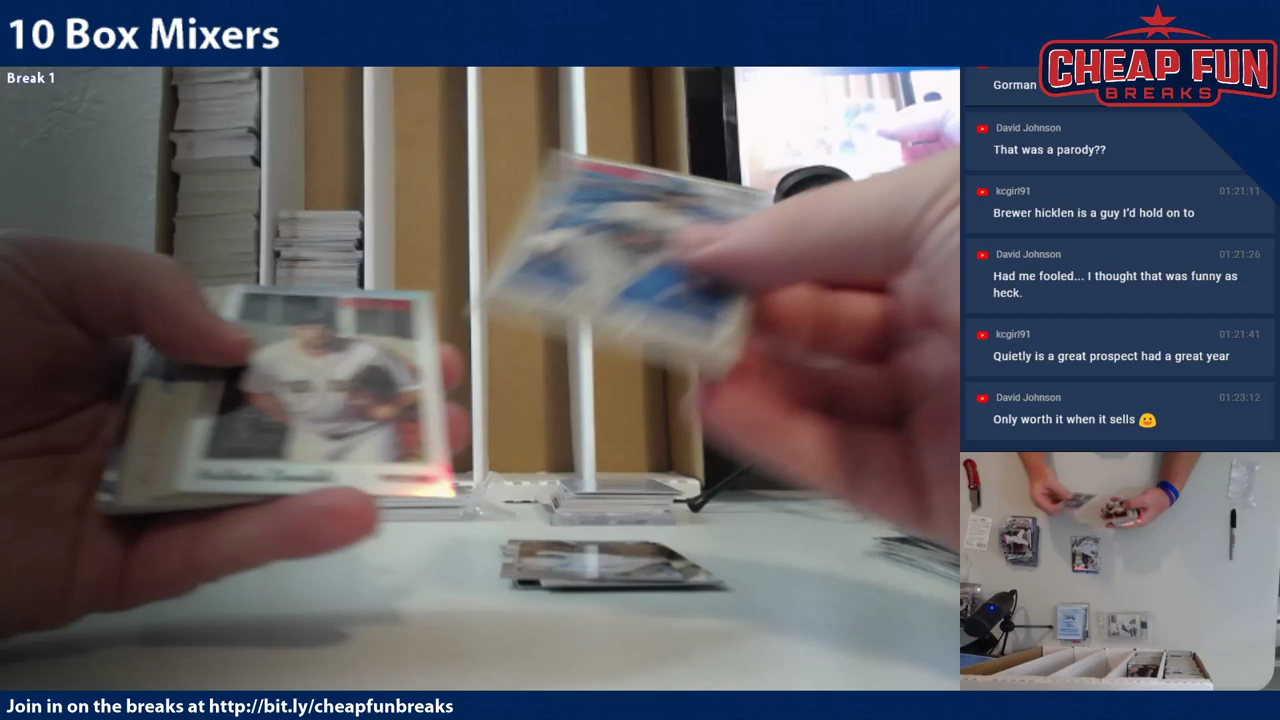 10 Box Mixers
CHEAP FUN
BREAKS
Break 1
Gorman
David Johnson
That was a parody??
kcgirl91 01:21:11
Brewer hicklen is a guy I'd hold on to
David Johnson 01:21:26
Had me fooled... I thought that was funny as
heck.
kcgirl91 01:21:41
Quietly is a great prospect had a great year
David Johnson 01:23:12
Only worth it when it sells
Join in on the breaks at http://bit.ly/cheapfunbreaks